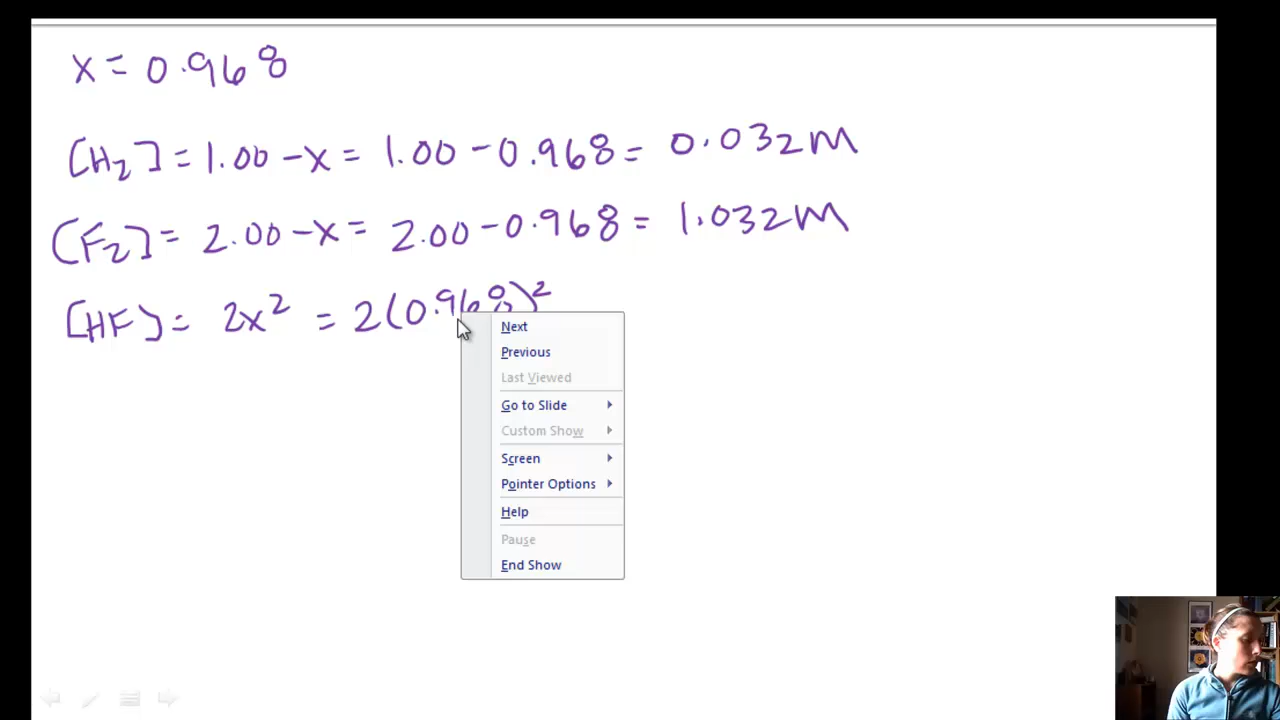 x = 0.968
[H₂] = 1.00 - x = 1.00 - 0.968 = 0.032 M
[F₂] = 2.00 - x = 2.00 - 0.968 = 1.032 M
[HF] = 2x² = 2(0.968)²
Next
Previous
Last Viewed
Go to Slide
Custom Show
Screen
Pointer Options
Help
Pause
End Show